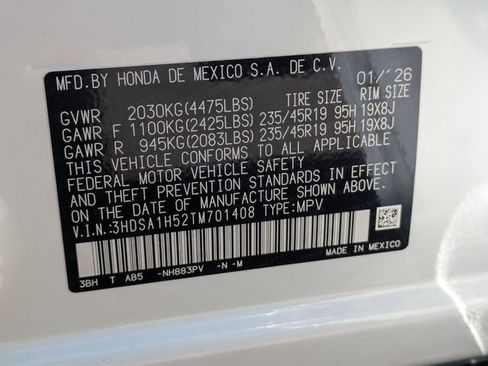 MFD.BY HONDA DE MEXICO S.A. DE C.V. 01/'26
GVWR 2030KG(4475LBS) TIRE SIZE RIM SIZE
GAWR F 1100KG(2425LBS) 235/45R19 95H 19X8J
GAWR R 945KG(2083LBS) 235/45R19 95H 19X8J
THIS VEHICLE CONFORMS TO ALL APPLICABLE
FEDERAL MOTOR VEHICLE SAFETY
AND THEFT PREVENTION STANDARDS IN EFFECT
ON THE DATE OF MANUFACTURE SHOWN ABOVE.
V.I.N:3HDSA1H52TM701408 TYPE:MPV
3BH T AB5 -NH883PV -N -M MADE IN MEXICO